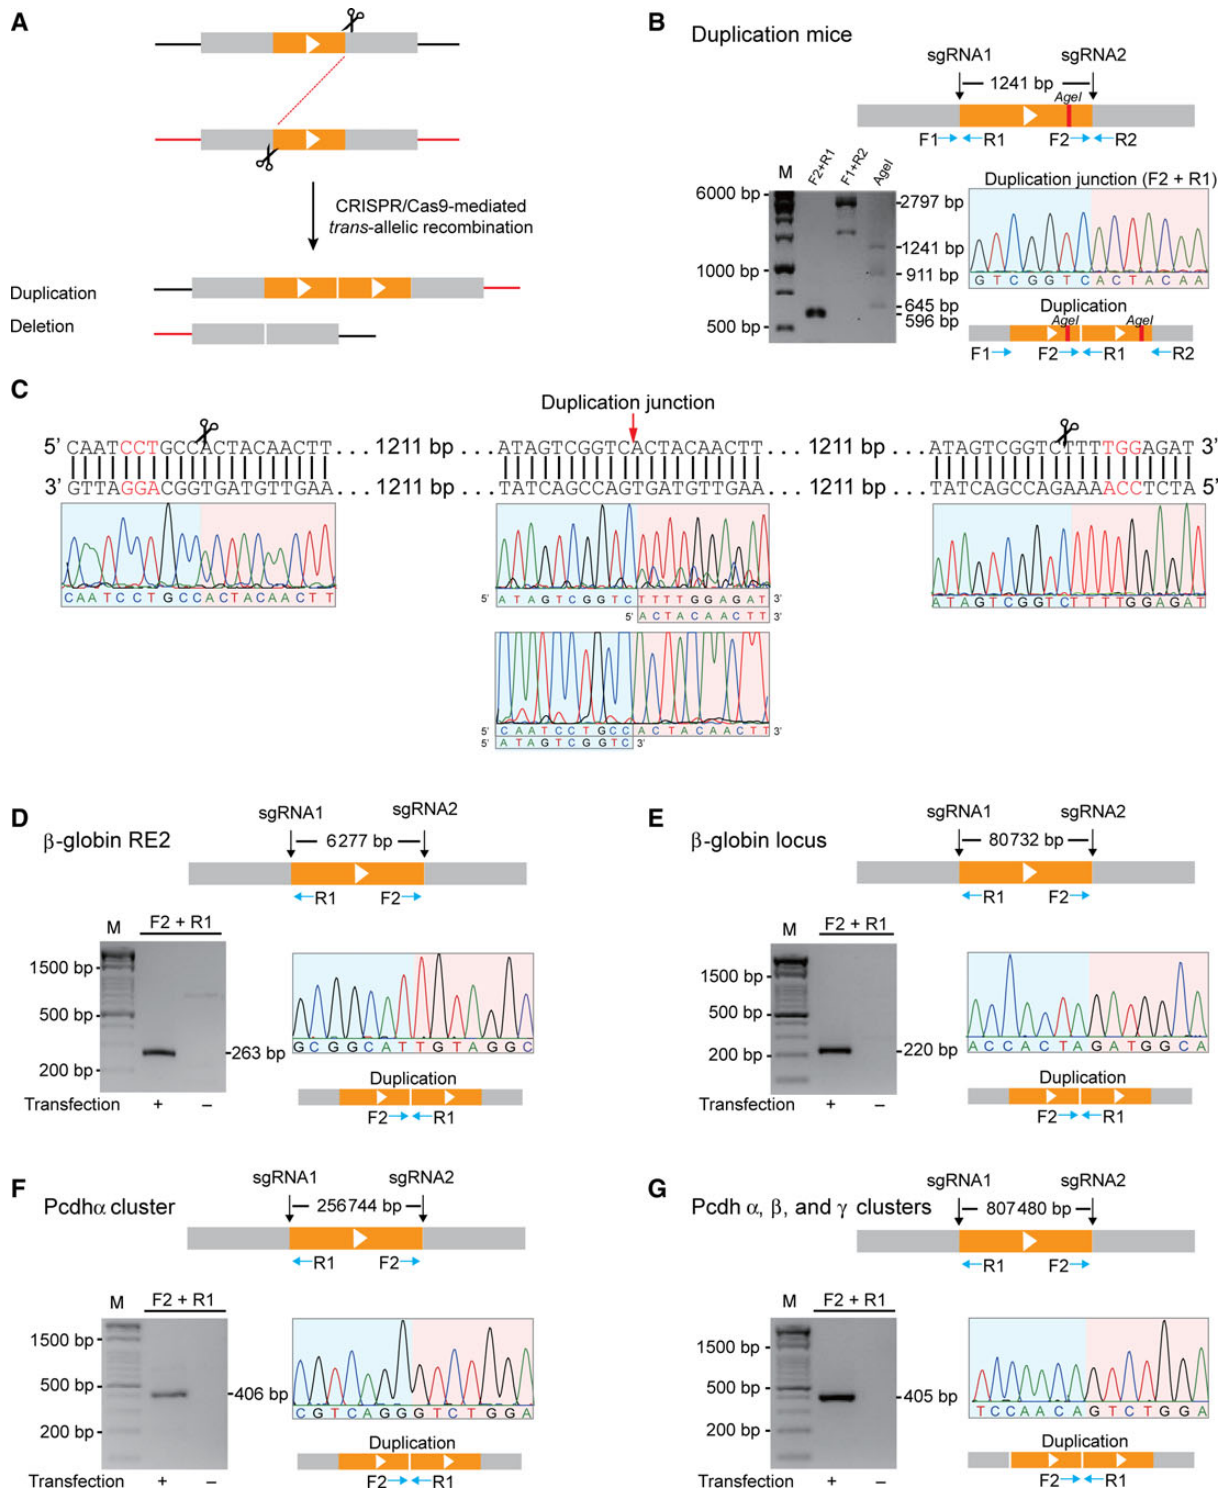 A
CRISPR/Cas9-mediated
trans-allelic recombination
Duplication
Deletion
B
Duplication mice
sgRNA1
sgRNA2
1241 bp
AgeI
F1
R1
F2
R2
M
F2+R1
F1+R2
AgeI
6000 bp
1000 bp
500 bp
2797 bp
1241 bp
911 bp
645 bp
596 bp
Duplication junction (F2 + R1)
G T C G G T C A C T A C A A
Duplication
AgeI
AgeI
F1
F2
R1
R2
C
Duplication junction
5' CAATCCTGCCACTACAACTT... 1211 bp ...ATAGTCGGTCACTACAACTT... 1211 bp ...ATAGTCGGTCTTTTGGAGAT 3'
3' GTTAGGACGGTGATGTTGAA... 1211 bp ...TATCAGCCAGTGATGTTGAA... 1211 bp ...TATCAGCCAGAAAACCTCTA 5'
C A A T C C T G C C A C T A C A A C T T
5' A T A G T C G G T C T T T T G G A G A T 3'
5' A C T A C A A C T T 3'
A T A G T C G G T C T T T T G G A G A T
5' C A A T C C T G C C A C T A C A A C T T 3'
5' A T A G T C G G T C 3'
D
β-globin RE2
sgRNA1
sgRNA2
6277 bp
R1
F2
M
F2 + R1
1500 bp
500 bp
200 bp
263 bp
Transfection + –
G C G G C A T T G T A G G C
Duplication
F2
R1
E
β-globin locus
sgRNA1
sgRNA2
80732 bp
R1
F2
M
F2 + R1
1500 bp
500 bp
200 bp
220 bp
Transfection + –
A C C A C T A G A T G G C A
Duplication
F2
R1
F
Pcdhα cluster
sgRNA1
sgRNA2
256744 bp
R1
F2
M
F2 + R1
1500 bp
500 bp
200 bp
406 bp
Transfection + –
C G T C A G G G T C T G G A
Duplication
F2
R1
G
Pcdh α, β, and γ clusters
sgRNA1
sgRNA2
807480 bp
R1
F2
M
F2 + R1
1500 bp
500 bp
200 bp
405 bp
Transfection + –
T C C A A C A G T C T G G A
Duplication
F2
R1